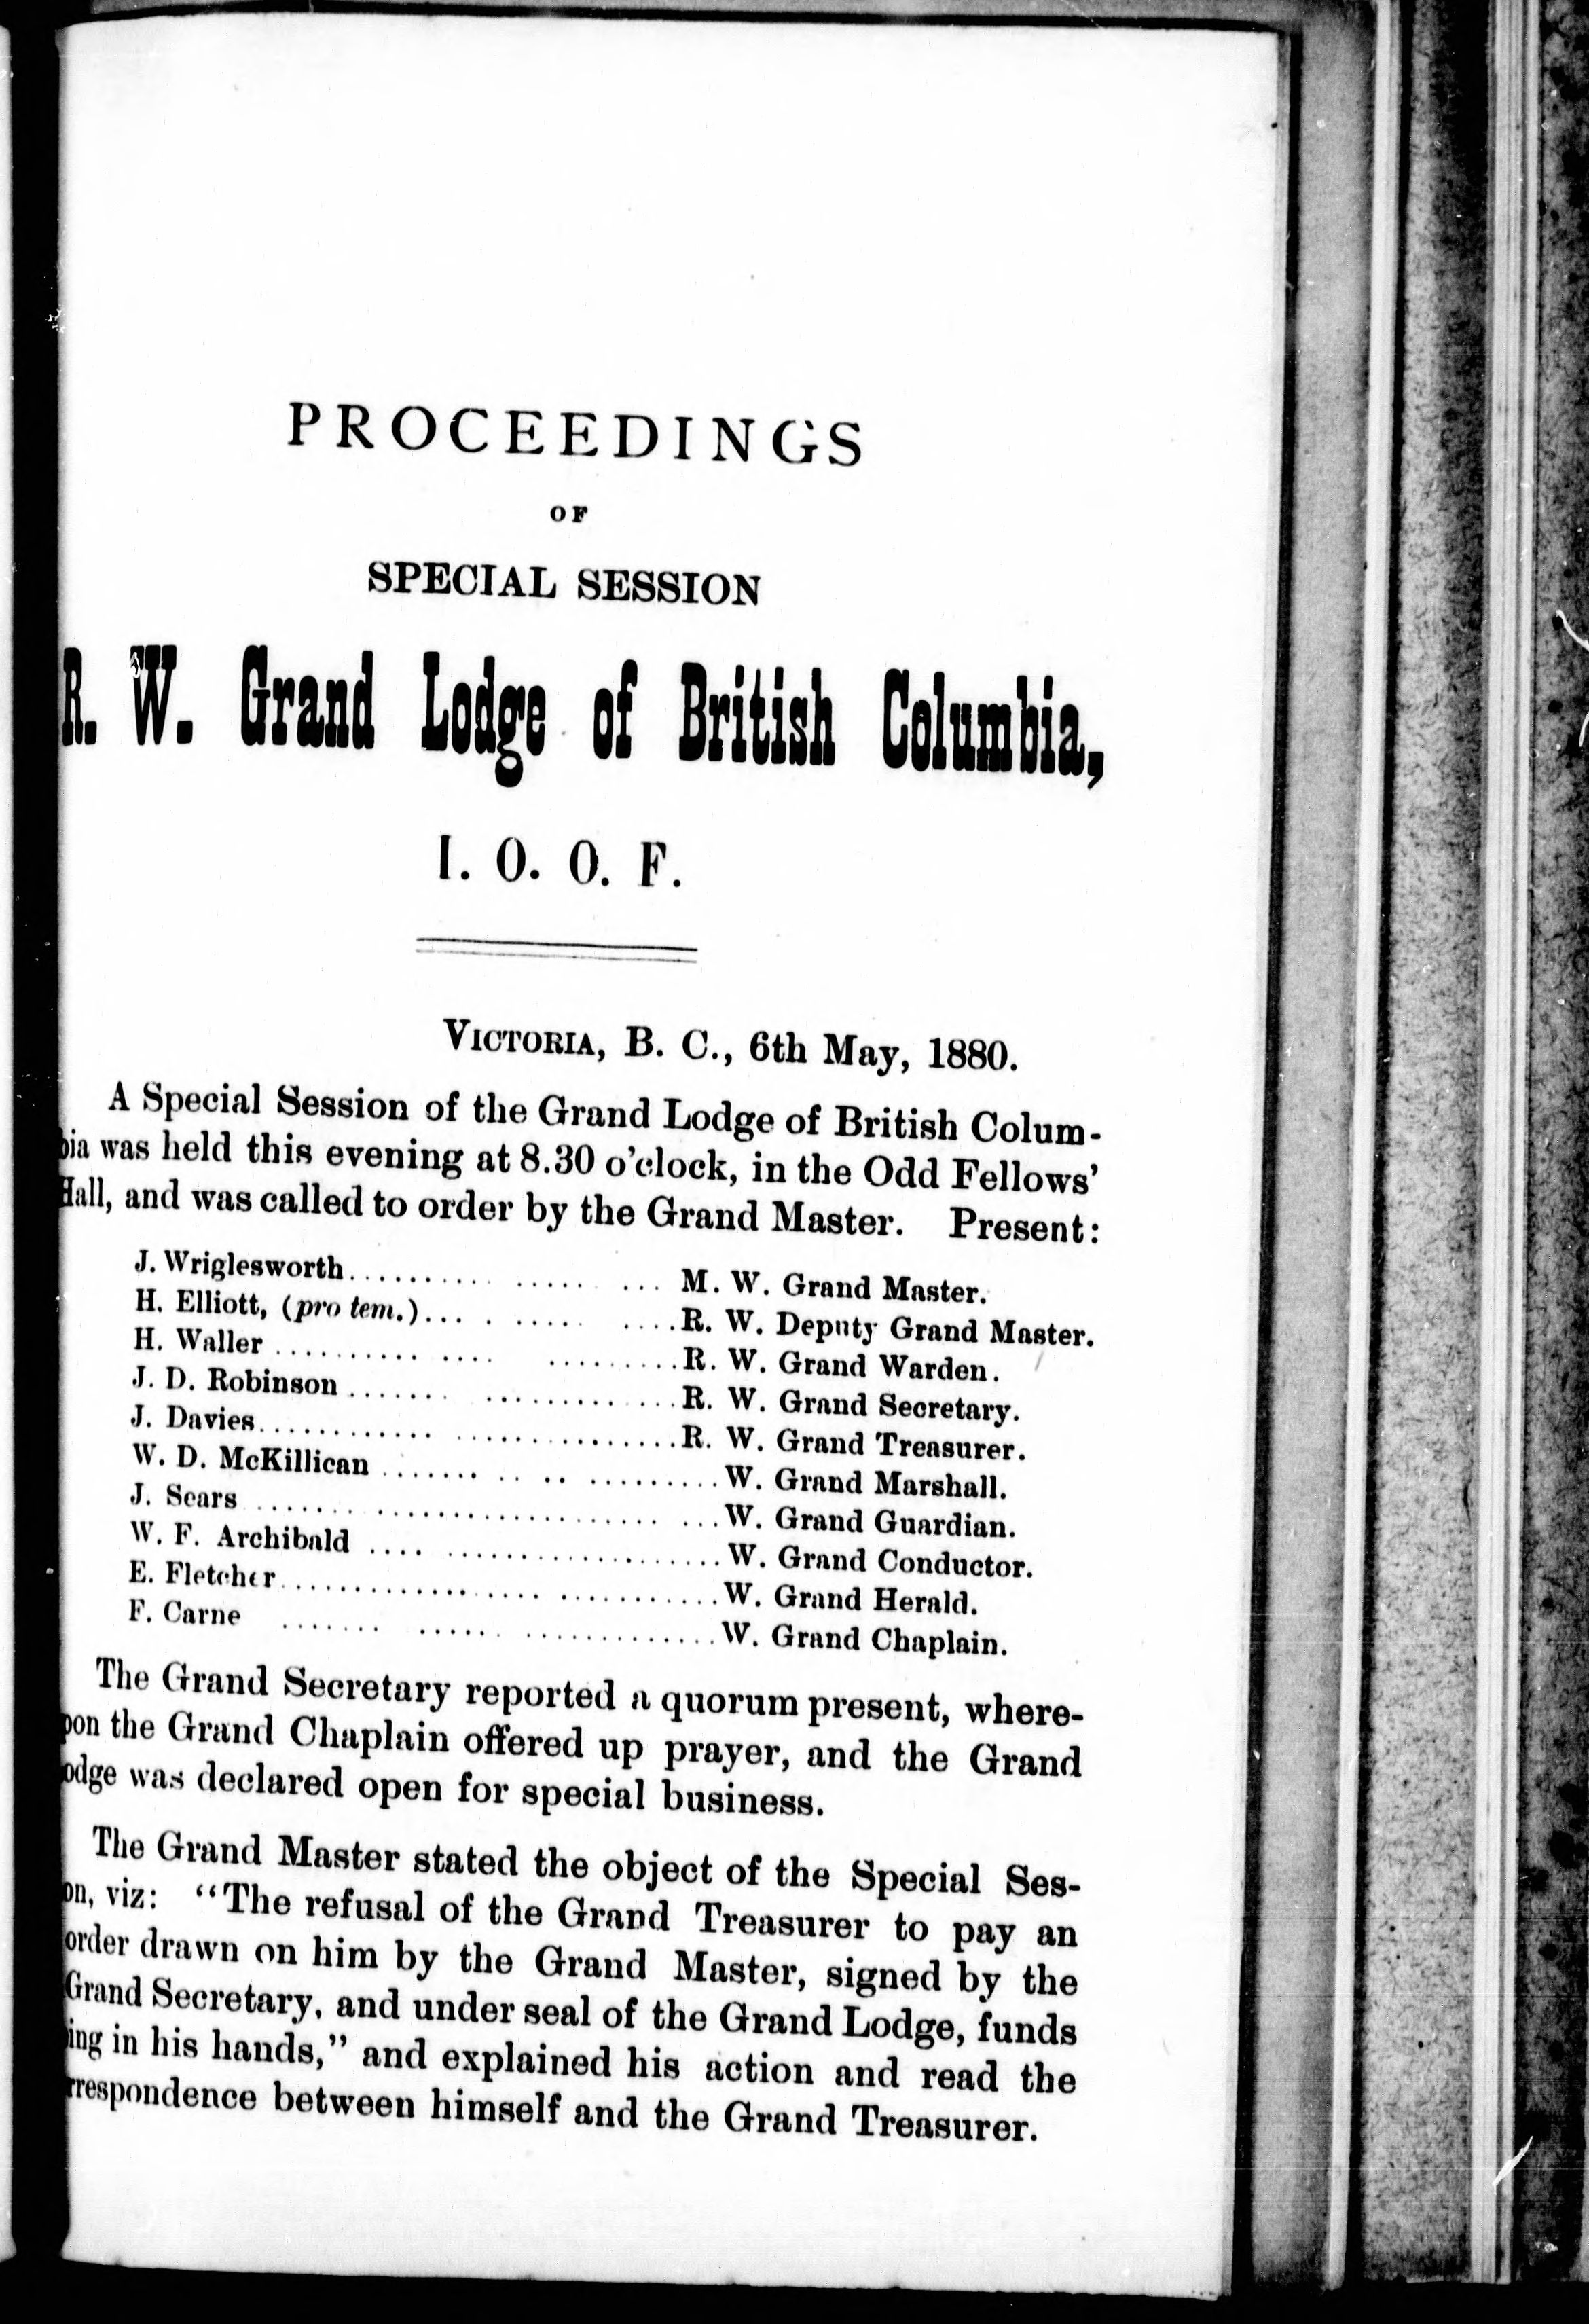 PROCEEDINGS
OF
SPECIAL SESSION
R. W. Grand Lodge of British Columbia,
I. O. O. F.
VICTORIA, B. C., 6th May, 1880.
A Special Session of the Grand Lodge of British Colum-
bia was held this evening at 8.30 o'clock, in the Odd Fellows'
Hall, and was called to order by the Grand Master. Present:
J. Wriglesworth.......... ...... ... M. W. Grand Master.
H. Elliott, (pro tem.)... . ...... ....R. W. Deputy Grand Master.
H. Waller .......... .... .........R. W. Grand Warden.
J. D. Robinson ....... .............R. W. Grand Secretary.
J. Davies............ ..............R. W. Grand Treasurer.
W. D. McKillican ....... .. .. .........W. Grand Marshall.
J. Sears ....... .................... ...W. Grand Guardian.
W. F. Archibald .... ...................W. Grand Conductor.
E. Fletcher.................. ...........W. Grand Herald.
F. Carne ....... ...... .............W. Grand Chaplain.
The Grand Secretary reported a quorum present, where-
pon the Grand Chaplain offered up prayer, and the Grand
odge was declared open for special business.
The Grand Master stated the object of the Special Ses-
on, viz: "The refusal of the Grand Treasurer to pay an
order drawn on him by the Grand Master, signed by the
Grand Secretary, and under seal of the Grand Lodge, funds
ing in his hands," and explained his action and read the
rrespondence between himself and the Grand Treasurer.